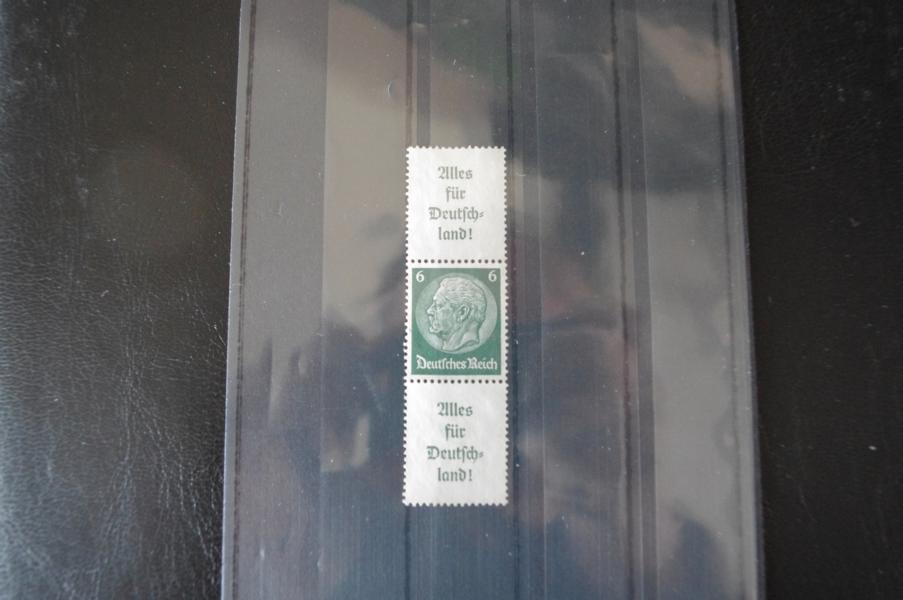 Alles
für
Deutſch⸗
land!
6 6
Deutſches Reich
Alles
für
Deutſch⸗
land!